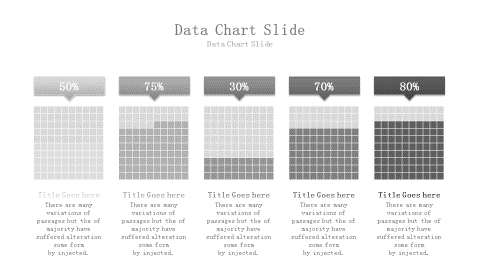 Data Chart Slide
Data Chart Slide
50%
75%
30%
70%
80%
Title Goes here
There are many
variations of
passages but the of
majority have
suffered alteration
some form
by injected.
Title Goes here
There are many
variations of
passages but the of
majority have
suffered alteration
some form
by injected.
Title Goes here
There are many
variations of
passages but the of
majority have
suffered alteration
some form
by injected.
Title Goes here
There are many
variations of
passages but the of
majority have
suffered alteration
some form
by injected.
Title Goes here
There are many
variations of
passages but the of
majority have
suffered alteration
some form
by injected.